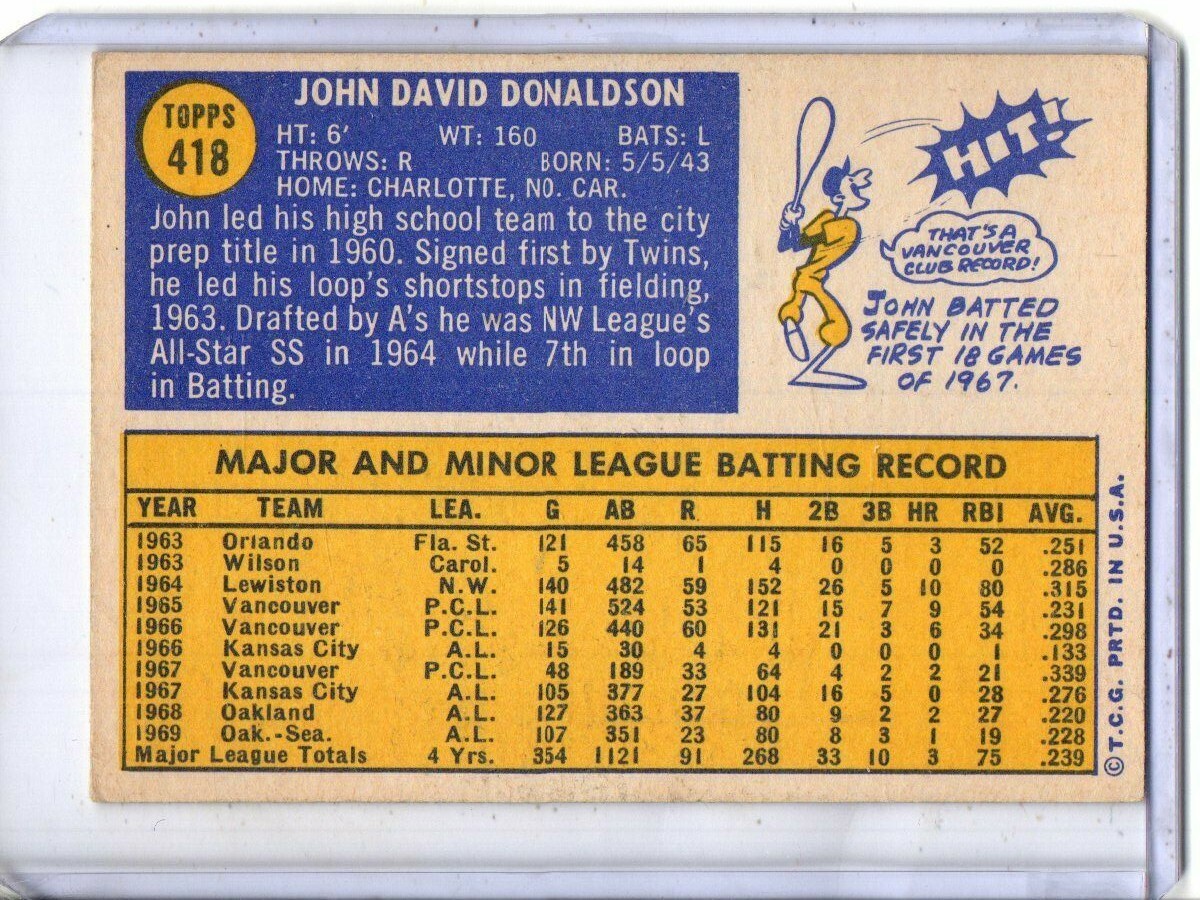 TOPPS
418
JOHN DAVID DONALDSON
HT: 6' WT: 160 BATS: L
THROWS: R BORN: 5/5/43
HOME: CHARLOTTE, NO. CAR.
John led his high school team to the city
prep title in 1960. Signed first by Twins,
he led his loop's shortstops in fielding,
1963. Drafted by A's he was NW League's
All-Star SS in 1964 while 7th in loop
in Batting.
HIT!
THAT'S A
VANCOUVER
CLUB RECORD!
JOHN BATTED
SAFELY IN THE
FIRST 18 GAMES
OF 1967.
MAJOR AND MINOR LEAGUE BATTING RECORD
YEAR TEAM LEA. G AB R H 2B 3B HR RBI AVG.
1963 Orlando Fla. St. 121 458 65 115 16 5 3 52 .251
1963 Wilson Carol. 5 14 1 4 0 0 0 0 .286
1964 Lewiston N.W. 140 482 59 152 26 5 10 80 .315
1965 Vancouver P.C.L. 141 524 53 121 15 7 9 54 .231
1966 Vancouver P.C.L. 126 440 60 131 21 3 6 34 .298
1966 Kansas City A.L. 15 30 4 4 0 0 0 1 .133
1967 Vancouver P.C.L. 48 189 33 64 4 2 2 21 .339
1967 Kansas City A.L. 105 377 27 104 16 5 0 28 .276
1968 Oakland A.L. 127 363 37 80 9 2 2 27 .220
1969 Oak.-Sea. A.L. 107 351 23 80 8 3 1 19 .228
Major League Totals 4 Yrs. 354 1121 91 268 33 10 3 75 .239
© T.C.G. PRTD. IN U.S.A.